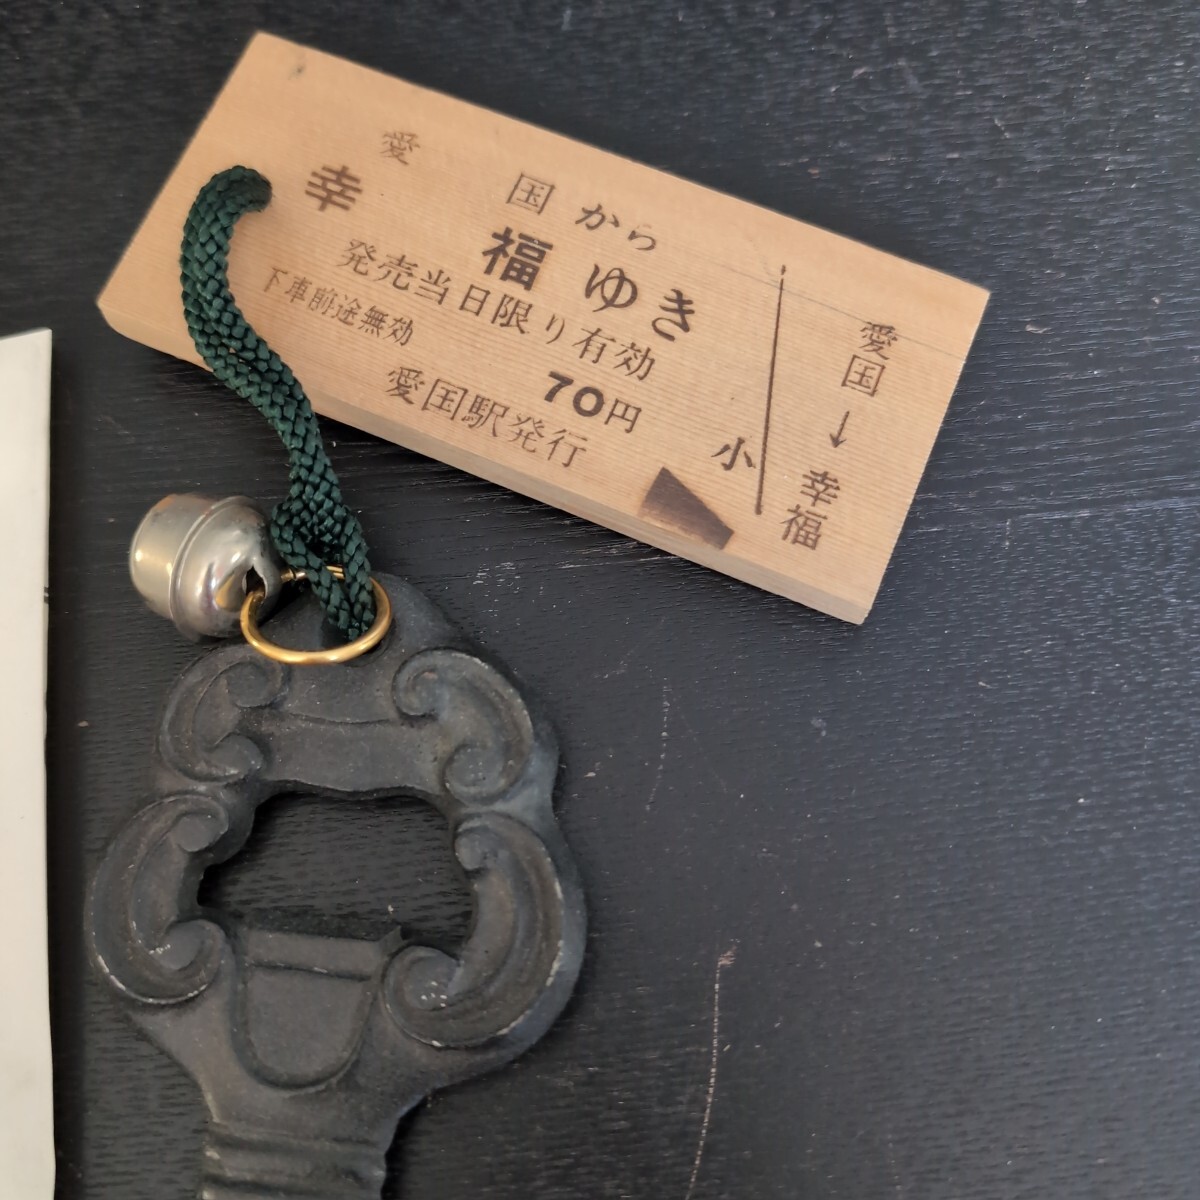 愛国から
幸福ゆき
発売当日限り有効
下車前途無効
70円
愛国駅発行
小
愛国→幸福